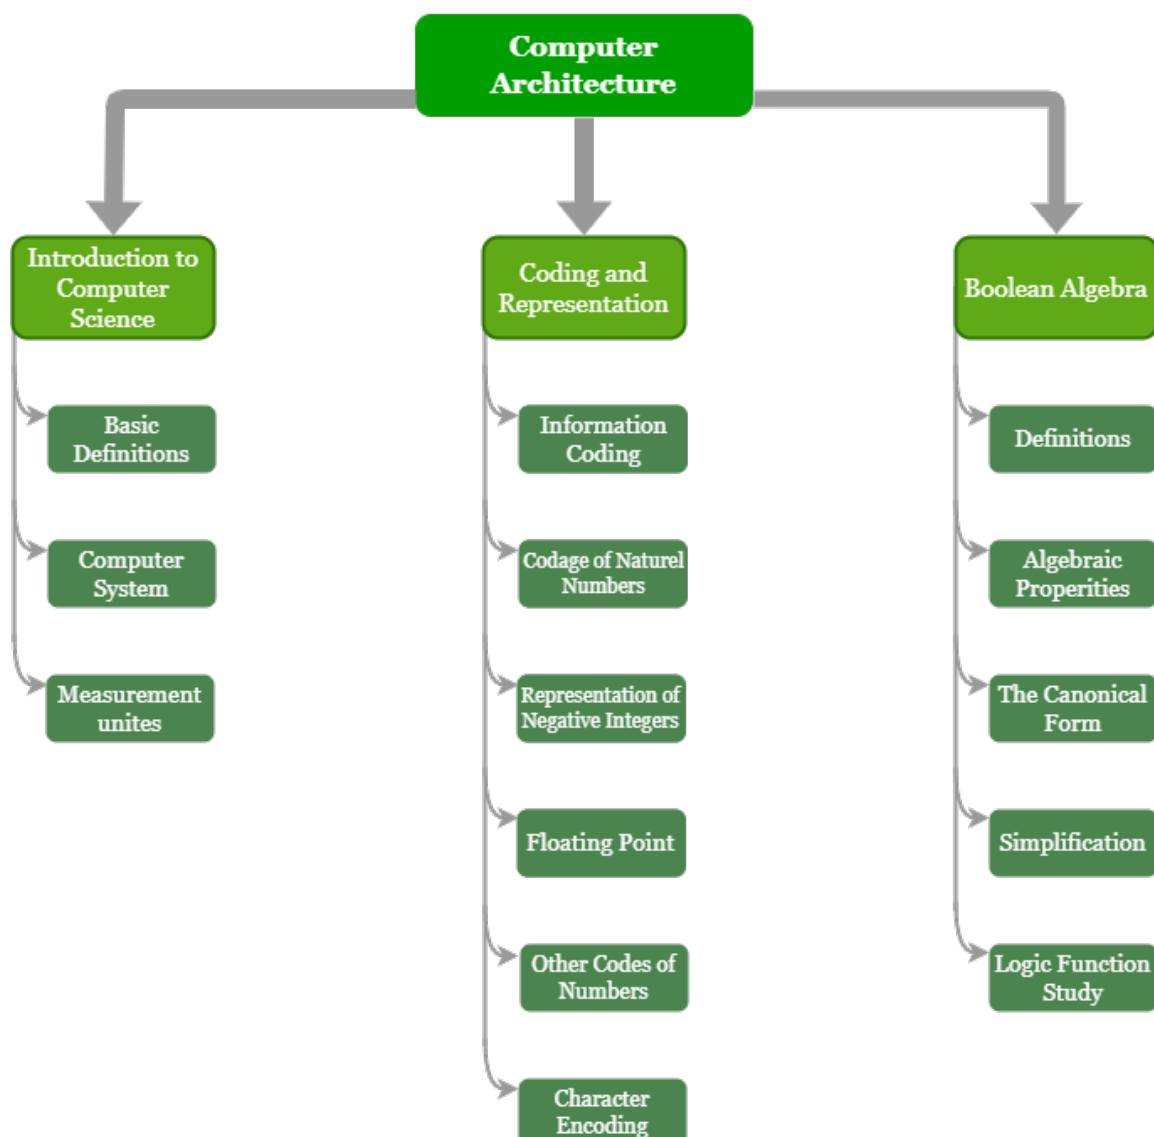 Computer
Architecture
Introduction to
Computer
Science
Basic
Definitions
Computer
System
Measurement
unites
Coding and
Representation
Information
Coding
Codage of Naturel
Numbers
Representation of
Negative Integers
Floating Point
Other Codes of
Numbers
Character
Encoding
Boolean Algebra
Definitions
Algebraic
Properities
The Canonical
Form
Simplification
Logic Function
Study